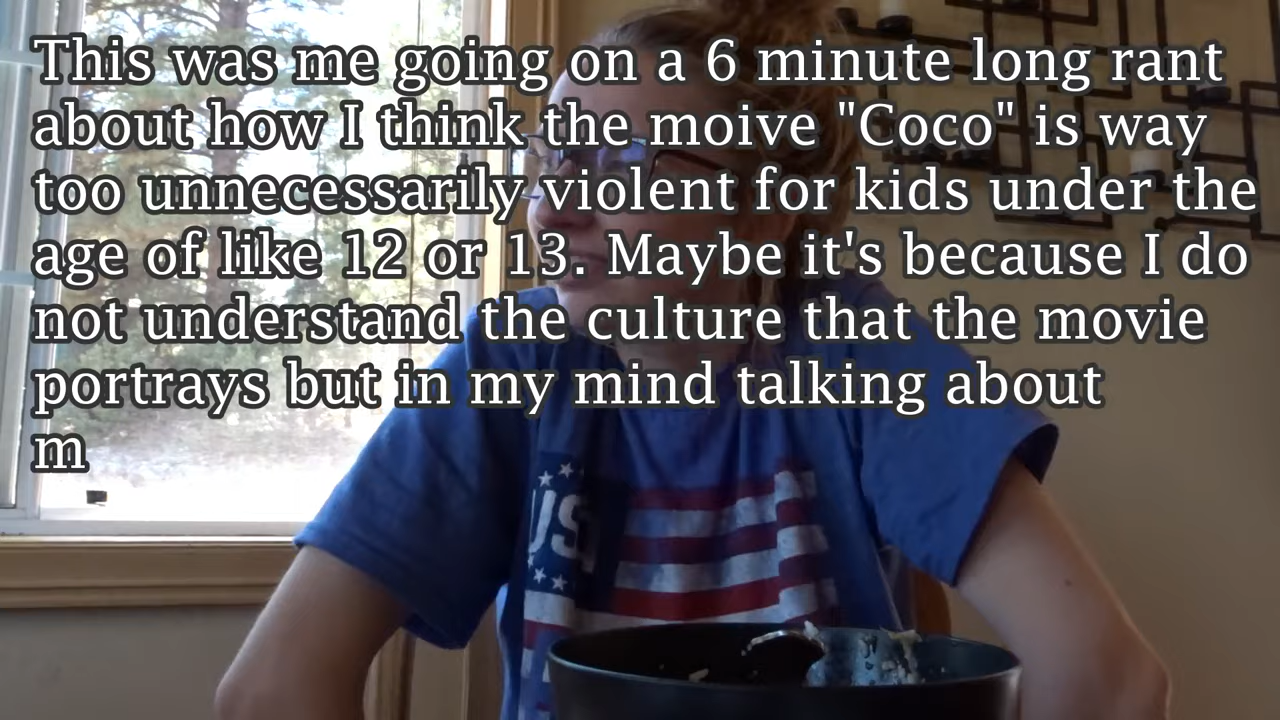 This was me going on a 6 minute long rant
about how I think the moive "Coco" is way
too unnecessarily violent for kids under the
age of like 12 or 13. Maybe it's because I do
not understand the culture that the movie
portrays but in my mind talking about
m
US